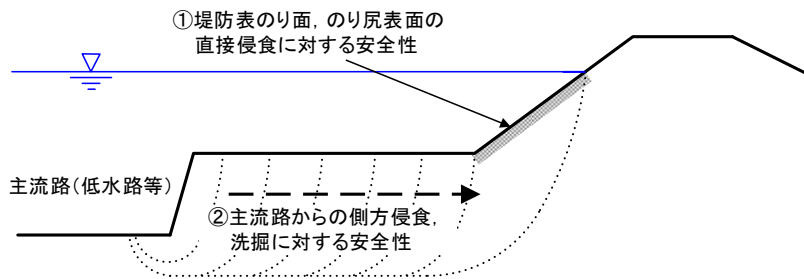 ①堤防表のり面，のり尻表面の
直接侵食に対する安全性
主流路（低水路等）
②主流路からの側方侵食，
洗掘に対する安全性